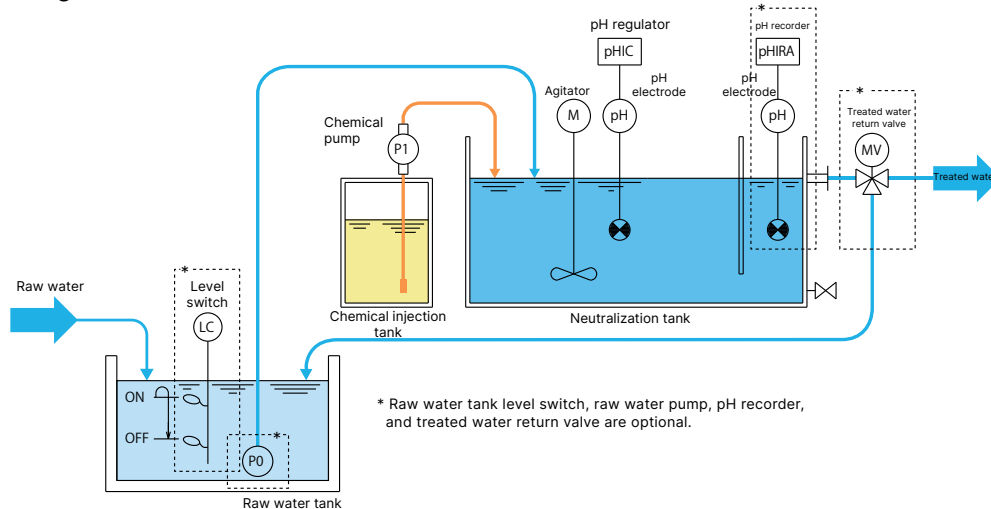 *
pH regulator
pH recorder
pHIC
pHIRA
pH
electrode
pH
electrode
*
Agitator
Treated water
return valve
Chemical
pump
M
pH
pH
P1
MV
Treated water
*
Raw water
Level
switch
Chemical injection
tank
Neutralization tank
LC
ON
* Raw water tank level switch, raw water pump, pH recorder,
and treated water return valve are optional.
OFF
*
P0
Raw water tank